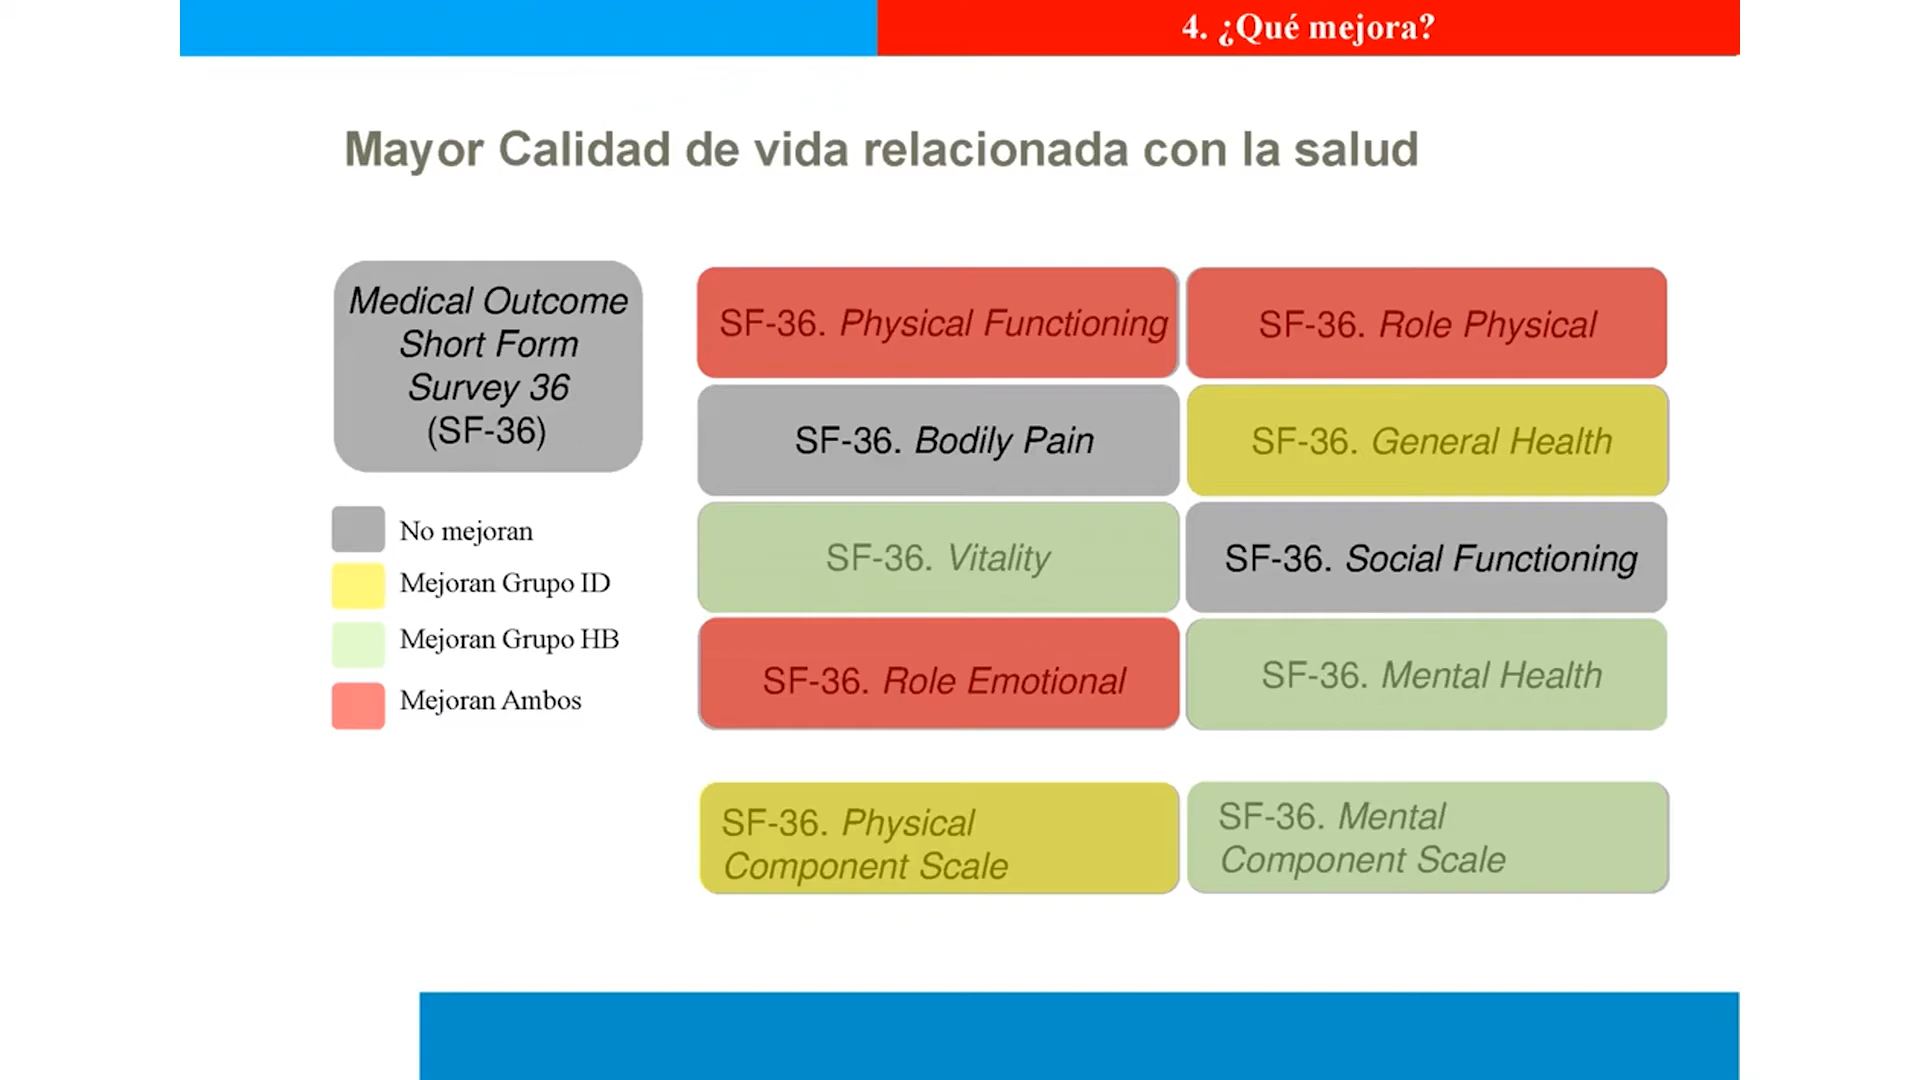 4. ¿Qué mejora?
Mayor Calidad de vida relacionada con la salud
Medical Outcome
Short Form
Survey 36
(SF-36)
No mejoran
Mejoran Grupo ID
Mejoran Grupo HB
Mejoran Ambos
SF-36. Physical Functioning
SF-36. Role Physical
SF-36. Bodily Pain
SF-36. General Health
SF-36. Vitality
SF-36. Social Functioning
SF-36. Role Emotional
SF-36. Mental Health
SF-36. Physical
Component Scale
SF-36. Mental
Component Scale